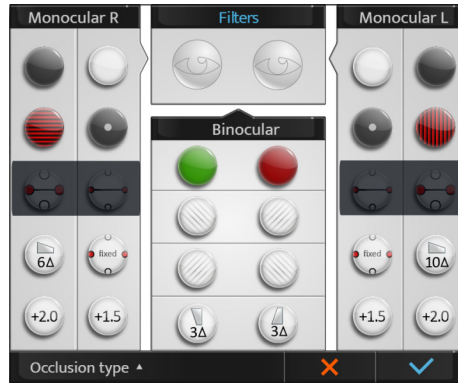 Monocular R
Filters
Monocular L
Binocular
6Δ
fixed
fixed
10Δ
+2.0
+1.5
3Δ
3Δ
+1.5
+2.0
Occlusion type